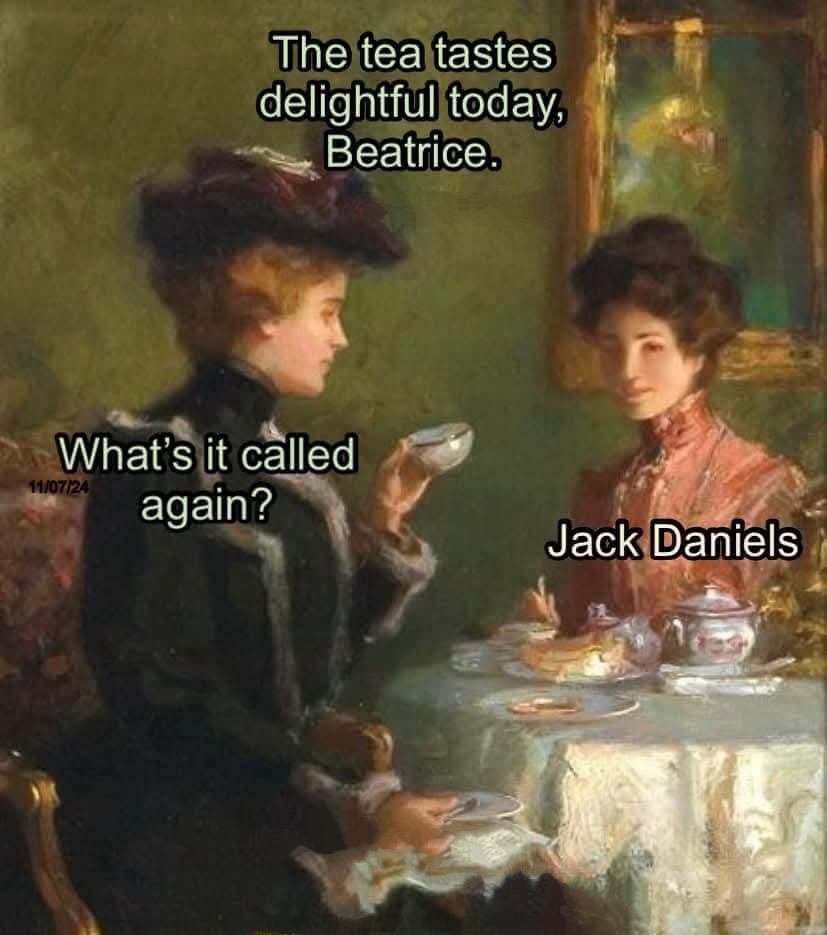 The tea tastes
delightful today,
Beatrice.
What's it called
again?
11/07/24
Jack Daniels